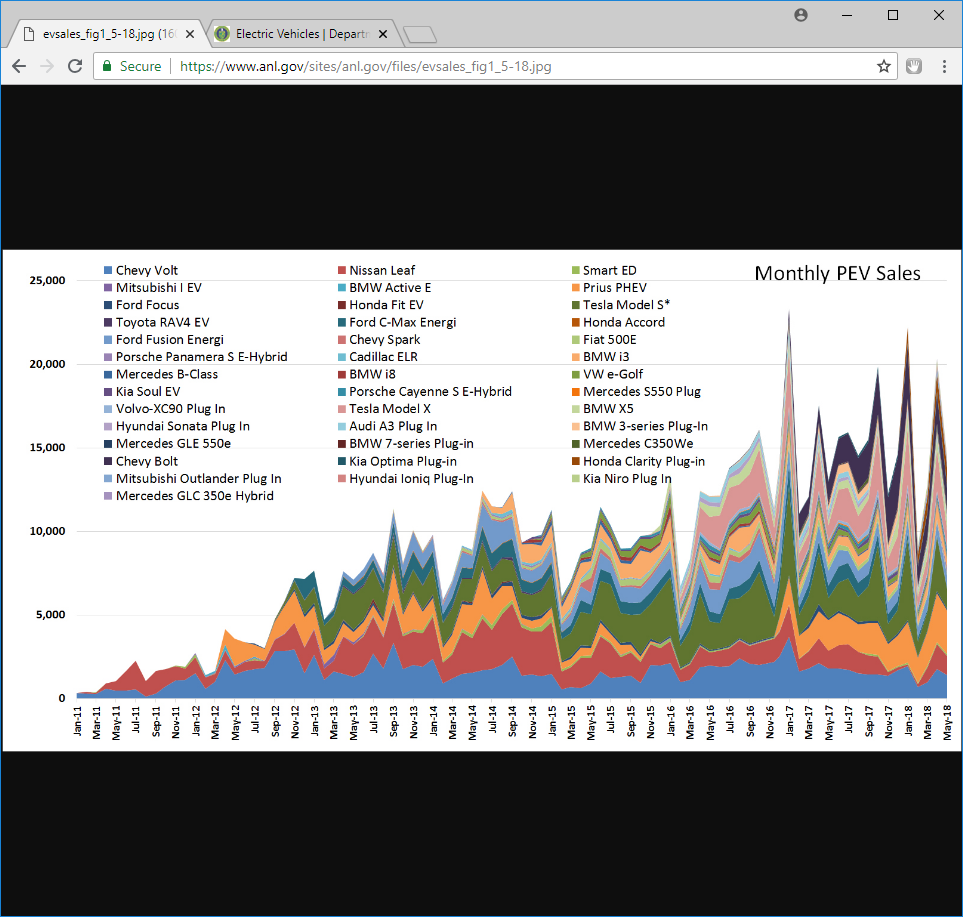 evsales_fig1_5-18.jpg (16
Electric Vehicles | Departm
Secure
https://www.anl.gov/sites/anl.gov/files/evsales_fig1_5-18.jpg
Monthly PEV Sales
Chevy Volt Nissan Leaf Smart ED
Mitsubishi I EV BMW Active E Prius PHEV
Ford Focus Honda Fit EV Tesla Model S*
Toyota RAV4 EV Ford C-Max Energi Honda Accord
Ford Fusion Energi Chevy Spark Fiat 500E
Porsche Panamera S E-Hybrid Cadillac ELR BMW i3
Mercedes B-Class BMW i8 VW e-Golf
Kia Soul EV Porsche Cayenne S E-Hybrid Mercedes S550 Plug
Volvo-XC90 Plug In Tesla Model X BMW X5
Hyundai Sonata Plug In Audi A3 Plug In BMW 3-series Plug-In
Mercedes GLE 550e BMW 7-series Plug-in Mercedes C350We
Chevy Bolt Kia Optima Plug-in Honda Clarity Plug-in
Mitsubishi Outlander Plug In Hyundai Ioniq Plug-In Kia Niro Plug In
Mercedes GLC 350e Hybrid
25,000
20,000
15,000
10,000
5,000
0
Jan-11 Mar-11 May-11 Jul-11 Sep-11 Nov-11 Jan-12 Mar-12 May-12 Jul-12 Sep-12 Nov-12 Jan-13 Mar-13 May-13 Jul-13 Sep-13 Nov-13 Jan-14 Mar-14 May-14 Jul-14 Sep-14 Nov-14 Jan-15 Mar-15 May-15 Jul-15 Sep-15 Nov-15 Jan-16 Mar-16 May-16 Jul-16 Sep-16 Nov-16 Jan-17 Mar-17 May-17 Jul-17 Sep-17 Nov-17 Jan-18 Mar-18 May-18